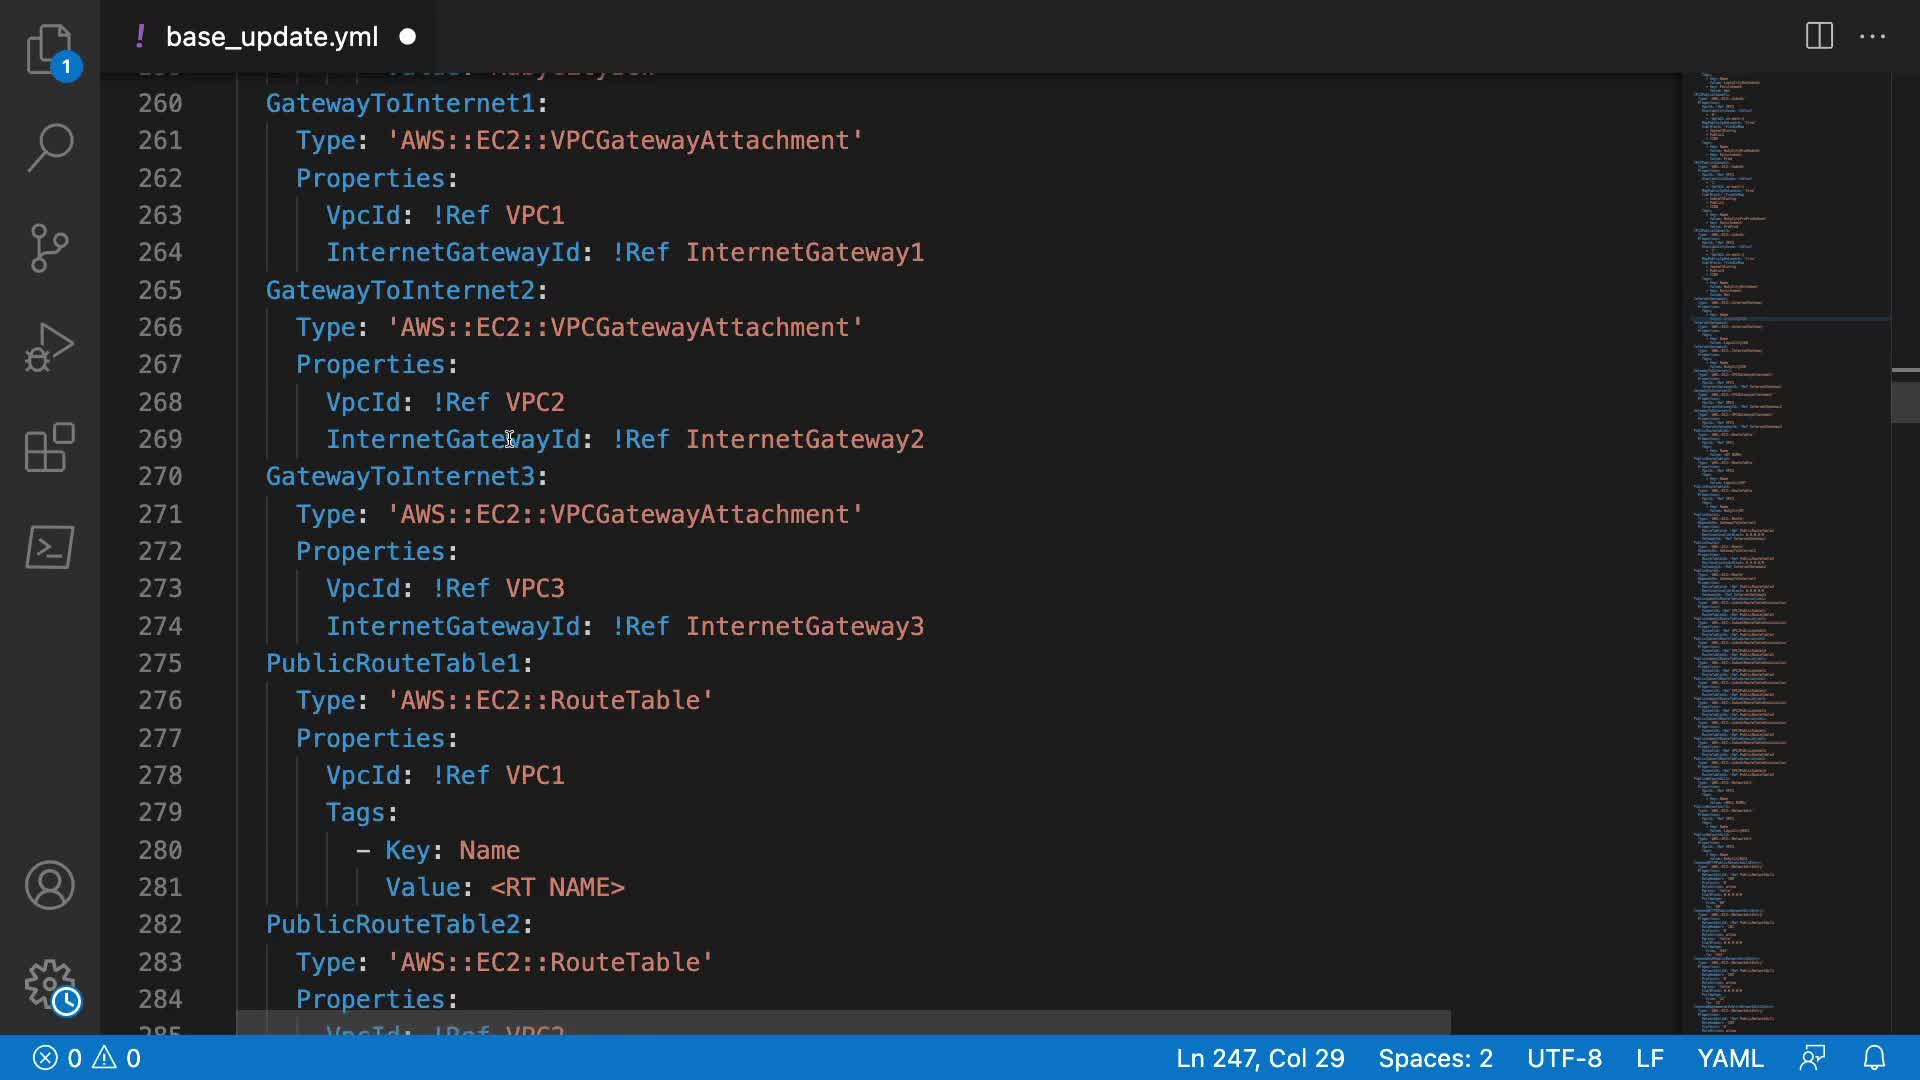 ! base_update.yml
1
260 GatewayToInternet1:
261 Type: 'AWS::EC2::VPCGatewayAttachment'
262 Properties:
263 VpcId: !Ref VPC1
264 InternetGatewayId: !Ref InternetGateway1
265 GatewayToInternet2:
266 Type: 'AWS::EC2::VPCGatewayAttachment'
267 Properties:
268 VpcId: !Ref VPC2
269 InternetGatewayId: !Ref InternetGateway2
270 GatewayToInternet3:
271 Type: 'AWS::EC2::VPCGatewayAttachment'
272 Properties:
273 VpcId: !Ref VPC3
274 InternetGatewayId: !Ref InternetGateway3
275 PublicRouteTable1:
276 Type: 'AWS::EC2::RouteTable'
277 Properties:
278 VpcId: !Ref VPC1
279 Tags:
280 - Key: Name
281 Value: <RT NAME>
282 PublicRouteTable2:
283 Type: 'AWS::EC2::RouteTable'
284 Properties:
285 VpcId: !Ref VPC2
0 0 Ln 247, Col 29 Spaces: 2 UTF-8 LF YAML